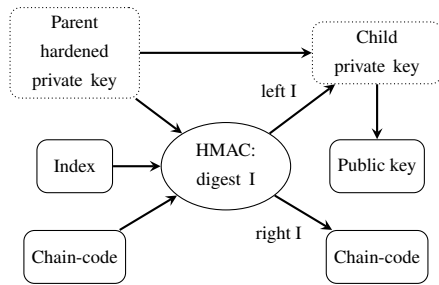 Parent
hardened
private key
Child
private key
left I
HMAC:
digest I
Index
Public key
right I
Chain-code
Chain-code